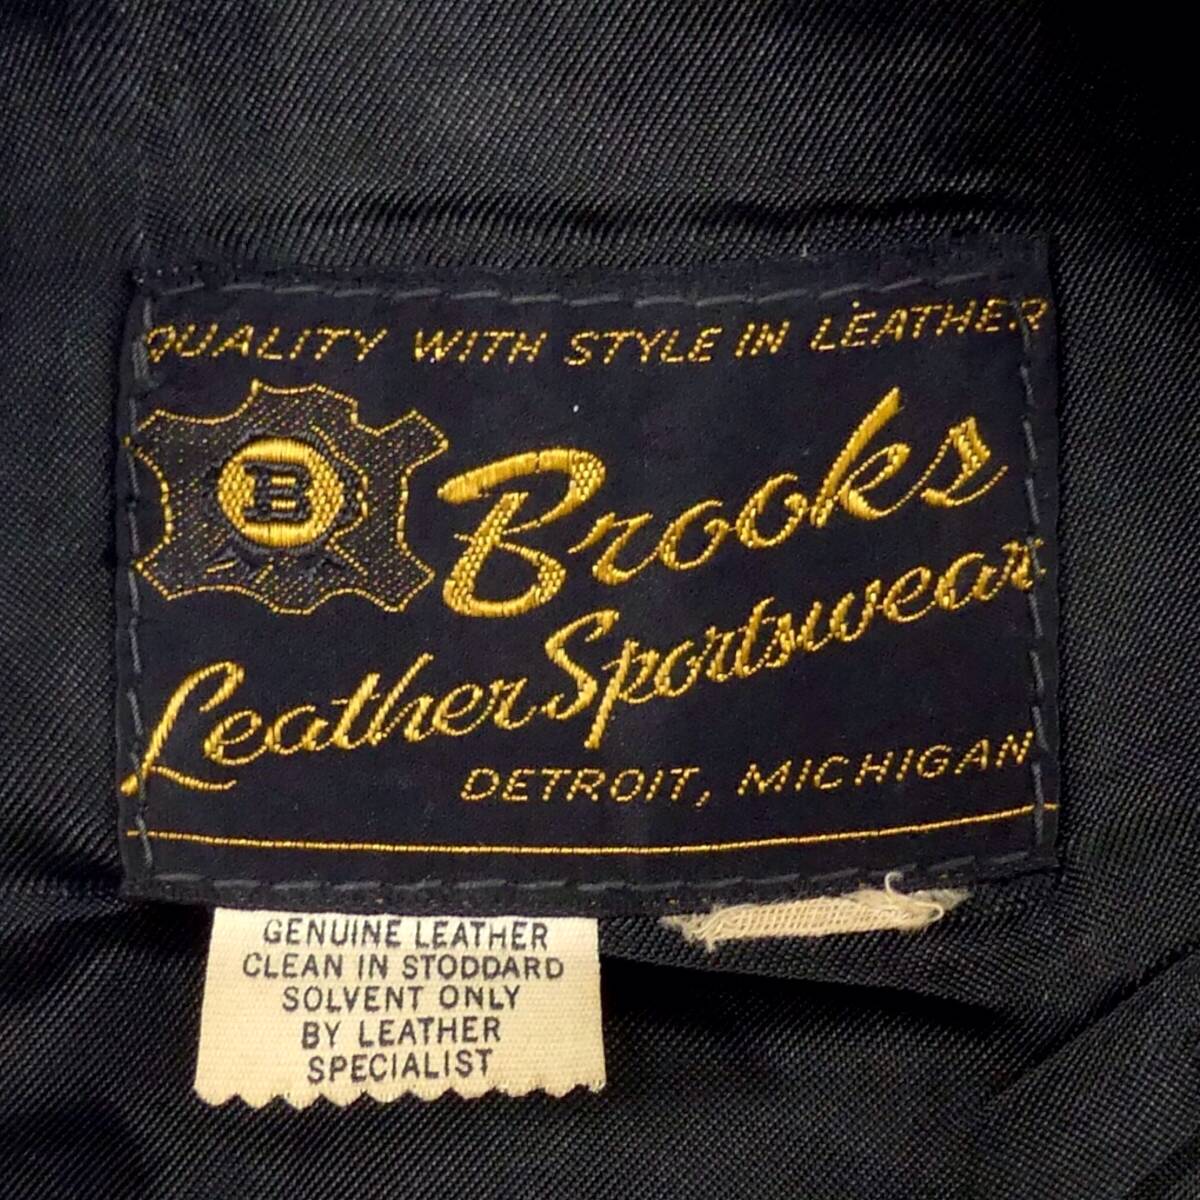 QUALITY WITH STYLE IN LEATHER
B
Brooks
Leather Sportswear
DETROIT, MICHIGAN
GENUINE LEATHER
CLEAN IN STODDARD
SOLVENT ONLY
BY LEATHER
SPECIALIST